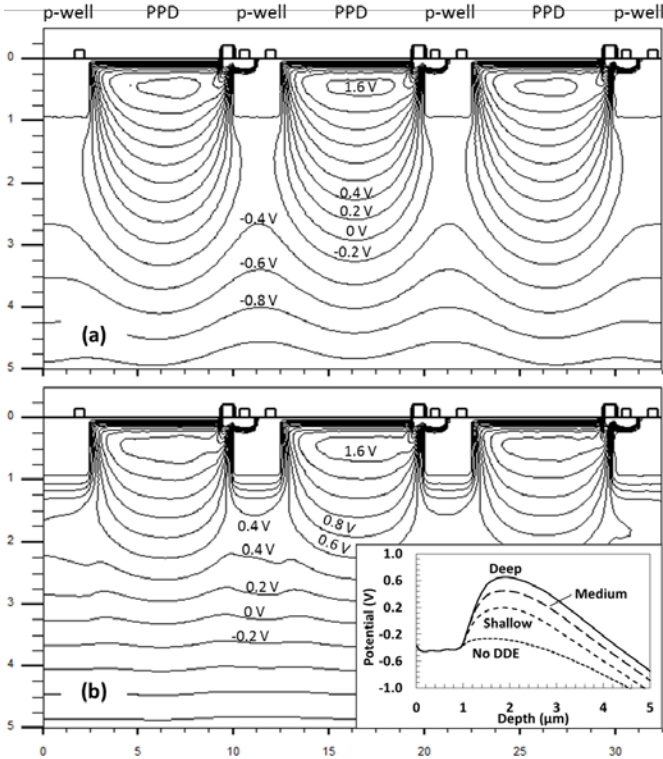 p-well PPD p-well PPD p-well PPD p-well
0
1
2
3
4
5
1.6 V
0.4 V
0.2 V
0 V
-0.2 V
-0.4 V
-0.6 V
-0.8 V
(a)
0
1
2
3
4
5
1.6 V
0.8 V
0.6 V
0.4 V
0.4 V
0.2 V
0 V
-0.2 V
(b)
0 5 10 15 20 25 30
Potential (V)
1.0
0.6
0.2
-0.2
-0.6
-1.0
Deep
Medium
Shallow
No DDE
0 1 2 3 4 5
Depth (μm)